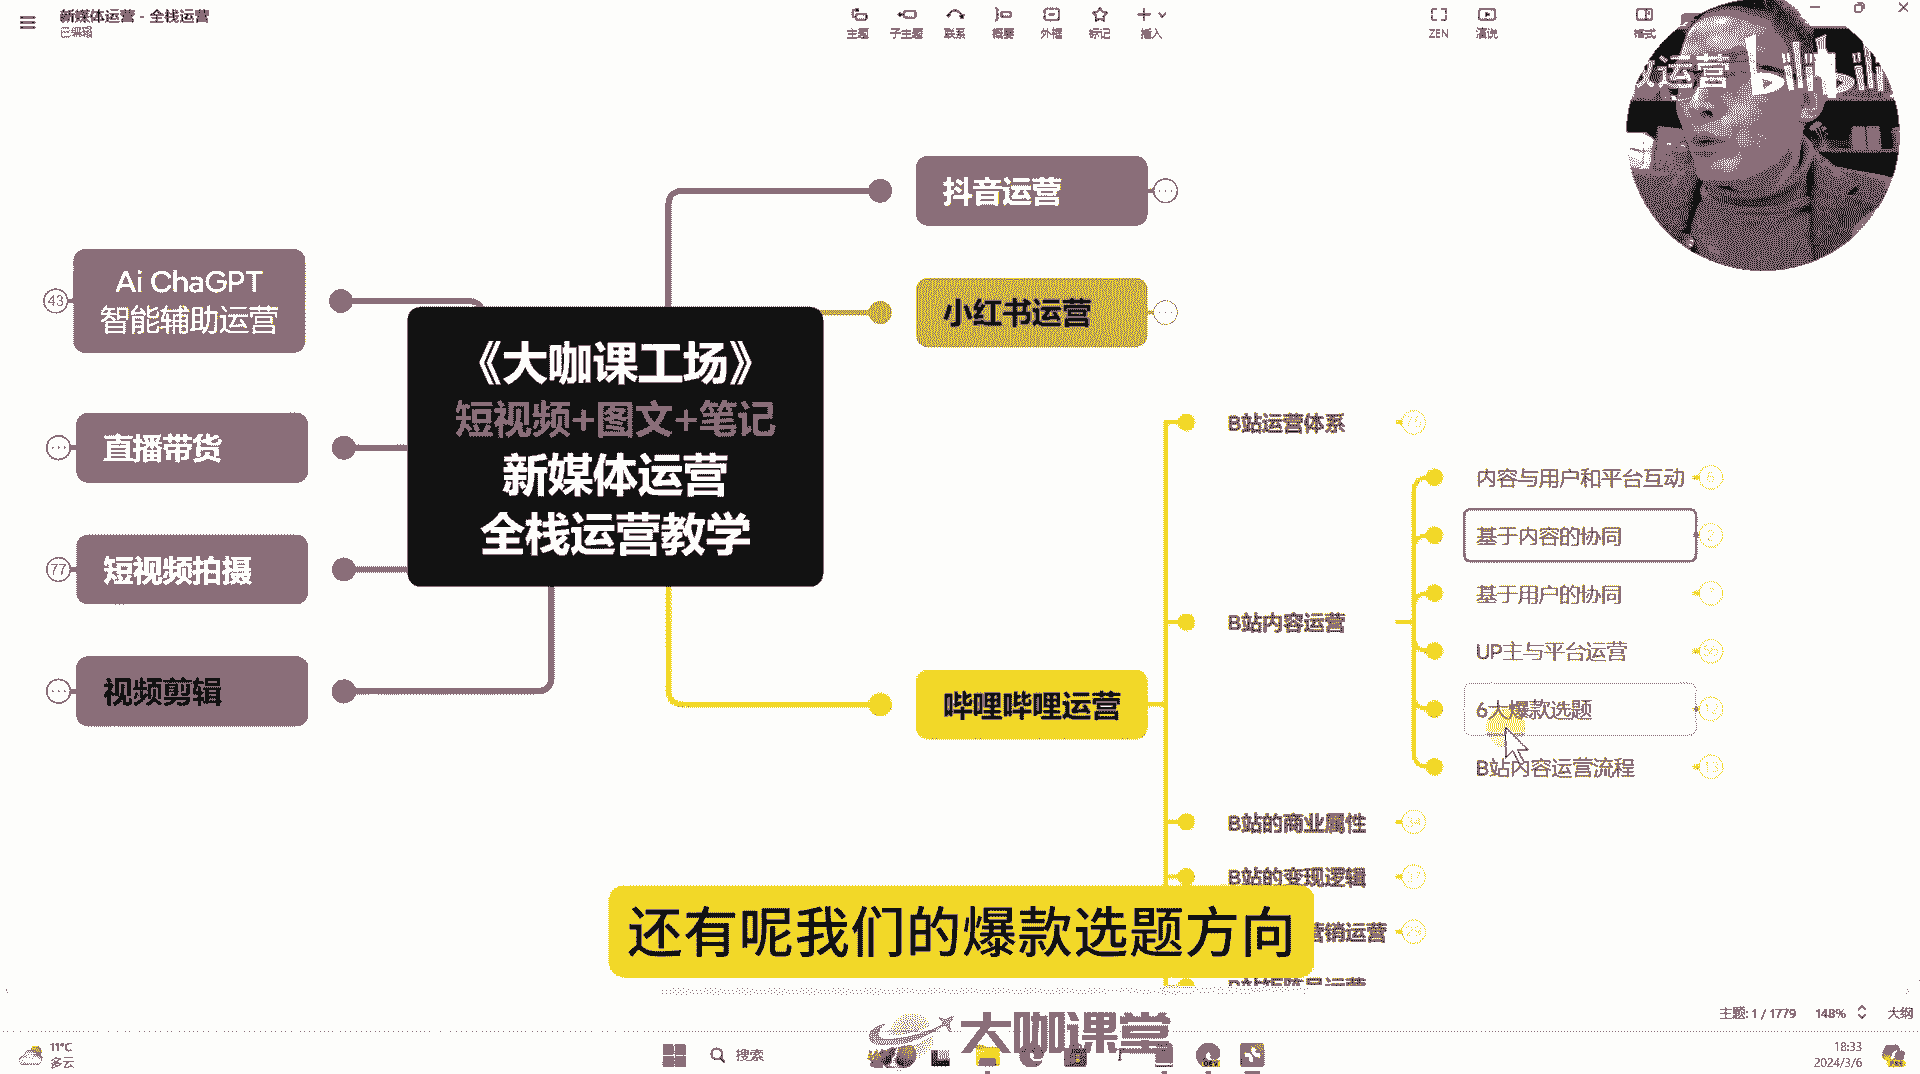 新媒体运营 - 全栈运营
已编辑
主题
子主题
联系
概要
外框
标记
插入
ZEN
演说
格式
运营 bilibili
抖音运营
小红书运营
Ai ChaGPT
智能辅助运营
43
直播带货
短视频拍摄
77
视频剪辑
《大咖课工场》
短视频+图文+笔记
新媒体运营
全栈运营教学
哔哩哔哩运营
B站运营体系
B站内容运营
内容与用户和平台互动
基于内容的协同
2
基于用户的协同
7
UP主与平台运营
6大爆款选题
12
B站内容运营流程
13
B站的商业属性
34
B站的变现逻辑
营销运营
还有呢我们的爆款选题方向
主题: 1 / 1779
148%
大纲
大咖课堂
11°C
多云
搜索
18:33
2024/3/6